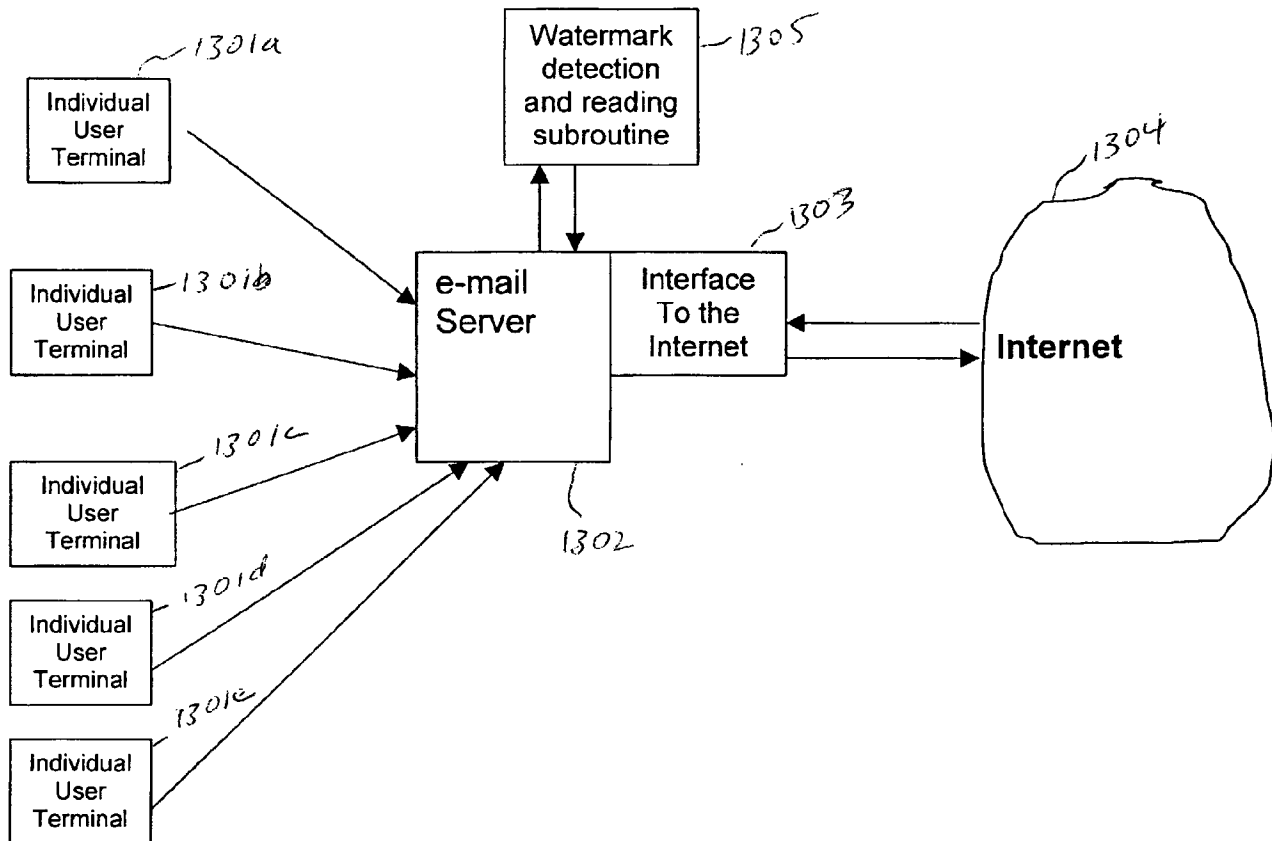 1301a
Individual
User
Terminal
Watermark
detection
and reading
subroutine
1305
1304
1303
1301b
Individual
User
Terminal
e-mail
Server
Interface
To the
Internet
Internet
1301c
Individual
User
Terminal
1302
1301d
Individual
User
Terminal
1301e
Individual
User
Terminal